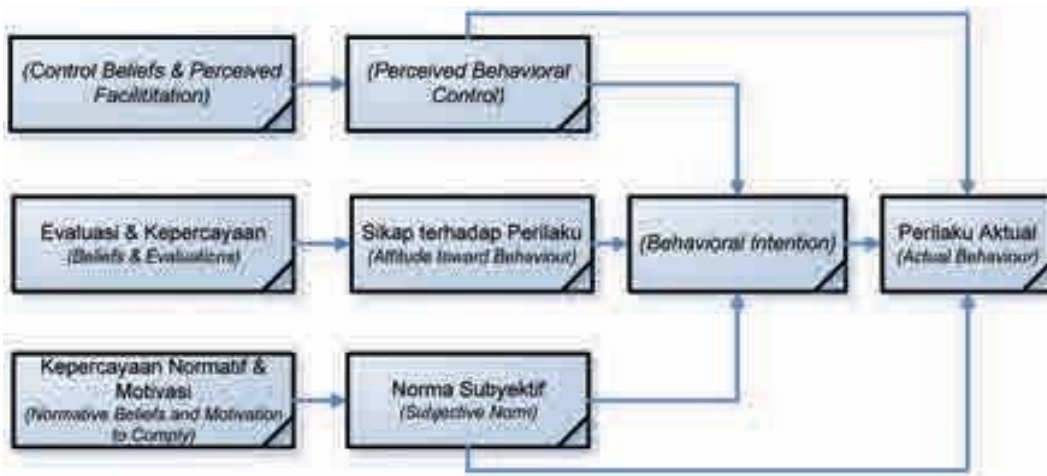 (Control Beliefs & Perceived
Facilititation)
(Perceived Behavioral
Control)
Evaluasi & Kepercayaan
(Beliefs & Evaluations)
Sikap terhadap Perilaku
(Attitude toward Behaviour)
(Behavioral Intention)
Perilaku Aktual
(Actual Behaviour)
Kepercayaan Normatif &
Motivasi
(Normative Beliefs and Motivation
to Comply)
Norma Subyektif
(Subjective Norm)